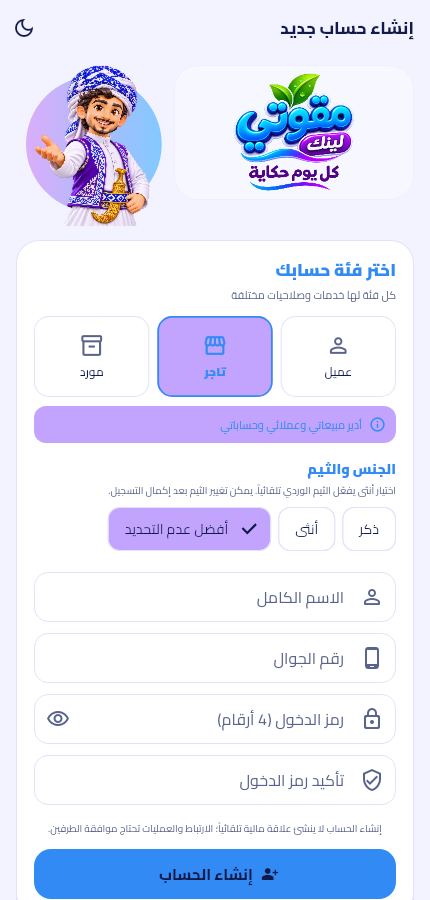 إنشاء حساب جديد
مقوتي
لينك
كل يوم حكاية
اختر فئة حسابك
كل فئة لها خدمات وصلاحيات مختلفة
عميل
تاجر
مورد
أدير مبيعاتي وعملائي وحساباتي
الجنس والثيم
اختيار أنثى يفعّل الثيم الوردي تلقائياً. يمكن تغيير الثيم بعد إكمال التسجيل.
ذكر
أنثى
أفضل عدم التحديد
الاسم الكامل
رقم الجوال
رمز الدخول (4 أرقام)
تأكيد رمز الدخول
إنشاء الحساب لا ينشئ علاقة مالية تلقائياً؛ الارتباط والعمليات تحتاج موافقة الطرفين.
إنشاء الحساب